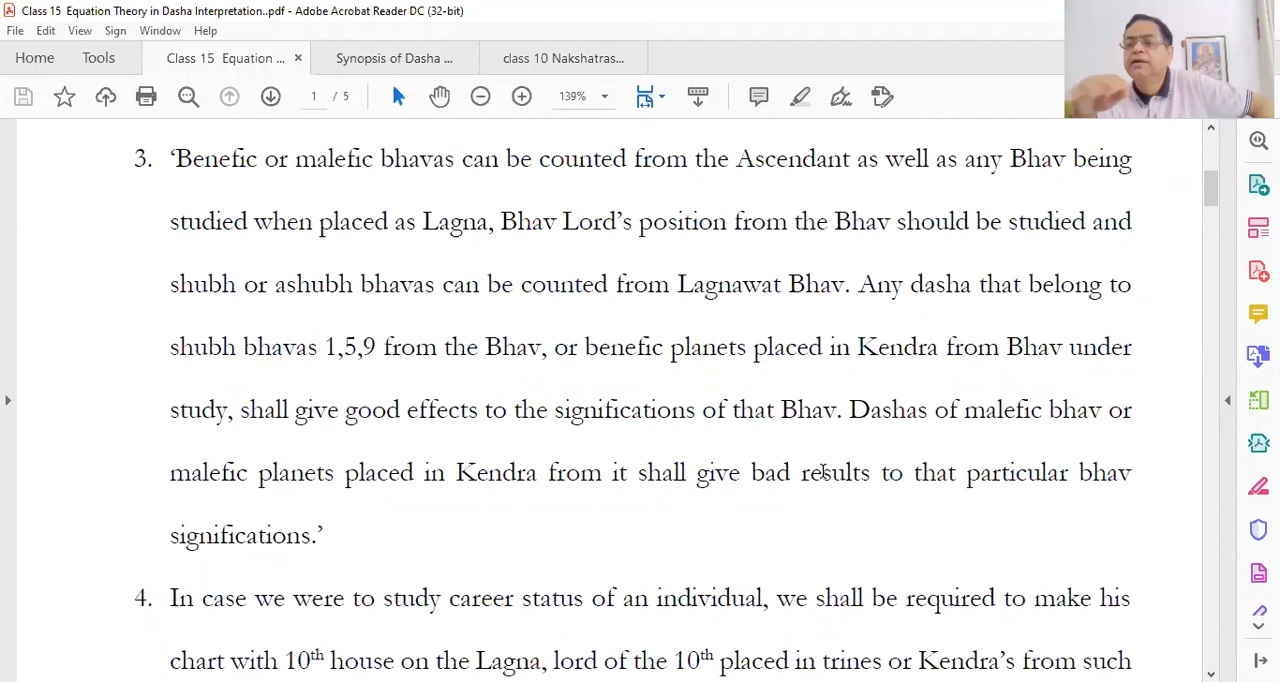 Class 15 Equation Theory in Dasha Interpretation..pdf - Adobe Acrobat Reader DC (32-bit)
File Edit View Sign Window Help
Home Tools Class 15 Equation ... × Synopsis of Dasha ... class 10 Nakshatras...
1 / 5 139%
3. ‘Benefic or malefic bhavas can be counted from the Ascendant as well as any Bhav being
studied when placed as Lagna, Bhav Lord’s position from the Bhav should be studied and
shubh or ashubh bhavas can be counted from Lagnawat Bhav. Any dasha that belong to
shubh bhavas 1,5,9 from the Bhav, or benefic planets placed in Kendra from Bhav under
study, shall give good effects to the significations of that Bhav. Dashas of malefic bhav or
malefic planets placed in Kendra from it shall give bad results to that particular bhav
significations.’
4. In case we were to study career status of an individual, we shall be required to make his
chart with 10th house on the Lagna, lord of the 10th placed in trines or Kendra’s from such